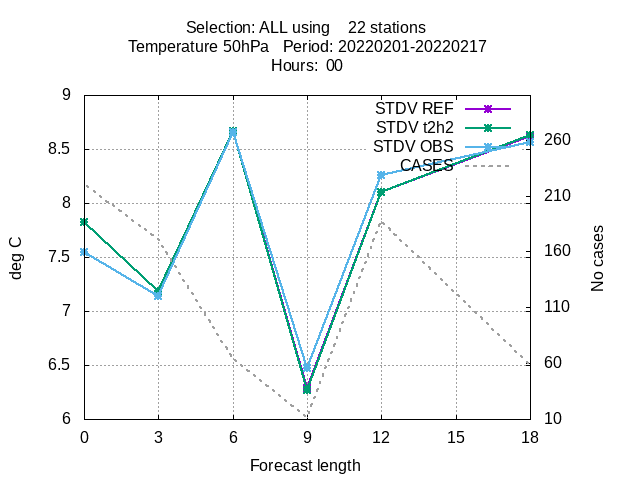 Selection: ALL using    22 stations
Temperature 50hPa   Period: 20220201-20220217
Hours:  00
9
8.5
8
7.5
7
6.5
6
deg C
STDV REF
STDV t2h2
STDV OBS
CASES
260
210
160
110
60
10
No cases
0
3
6
9
12
15
18
Forecast length